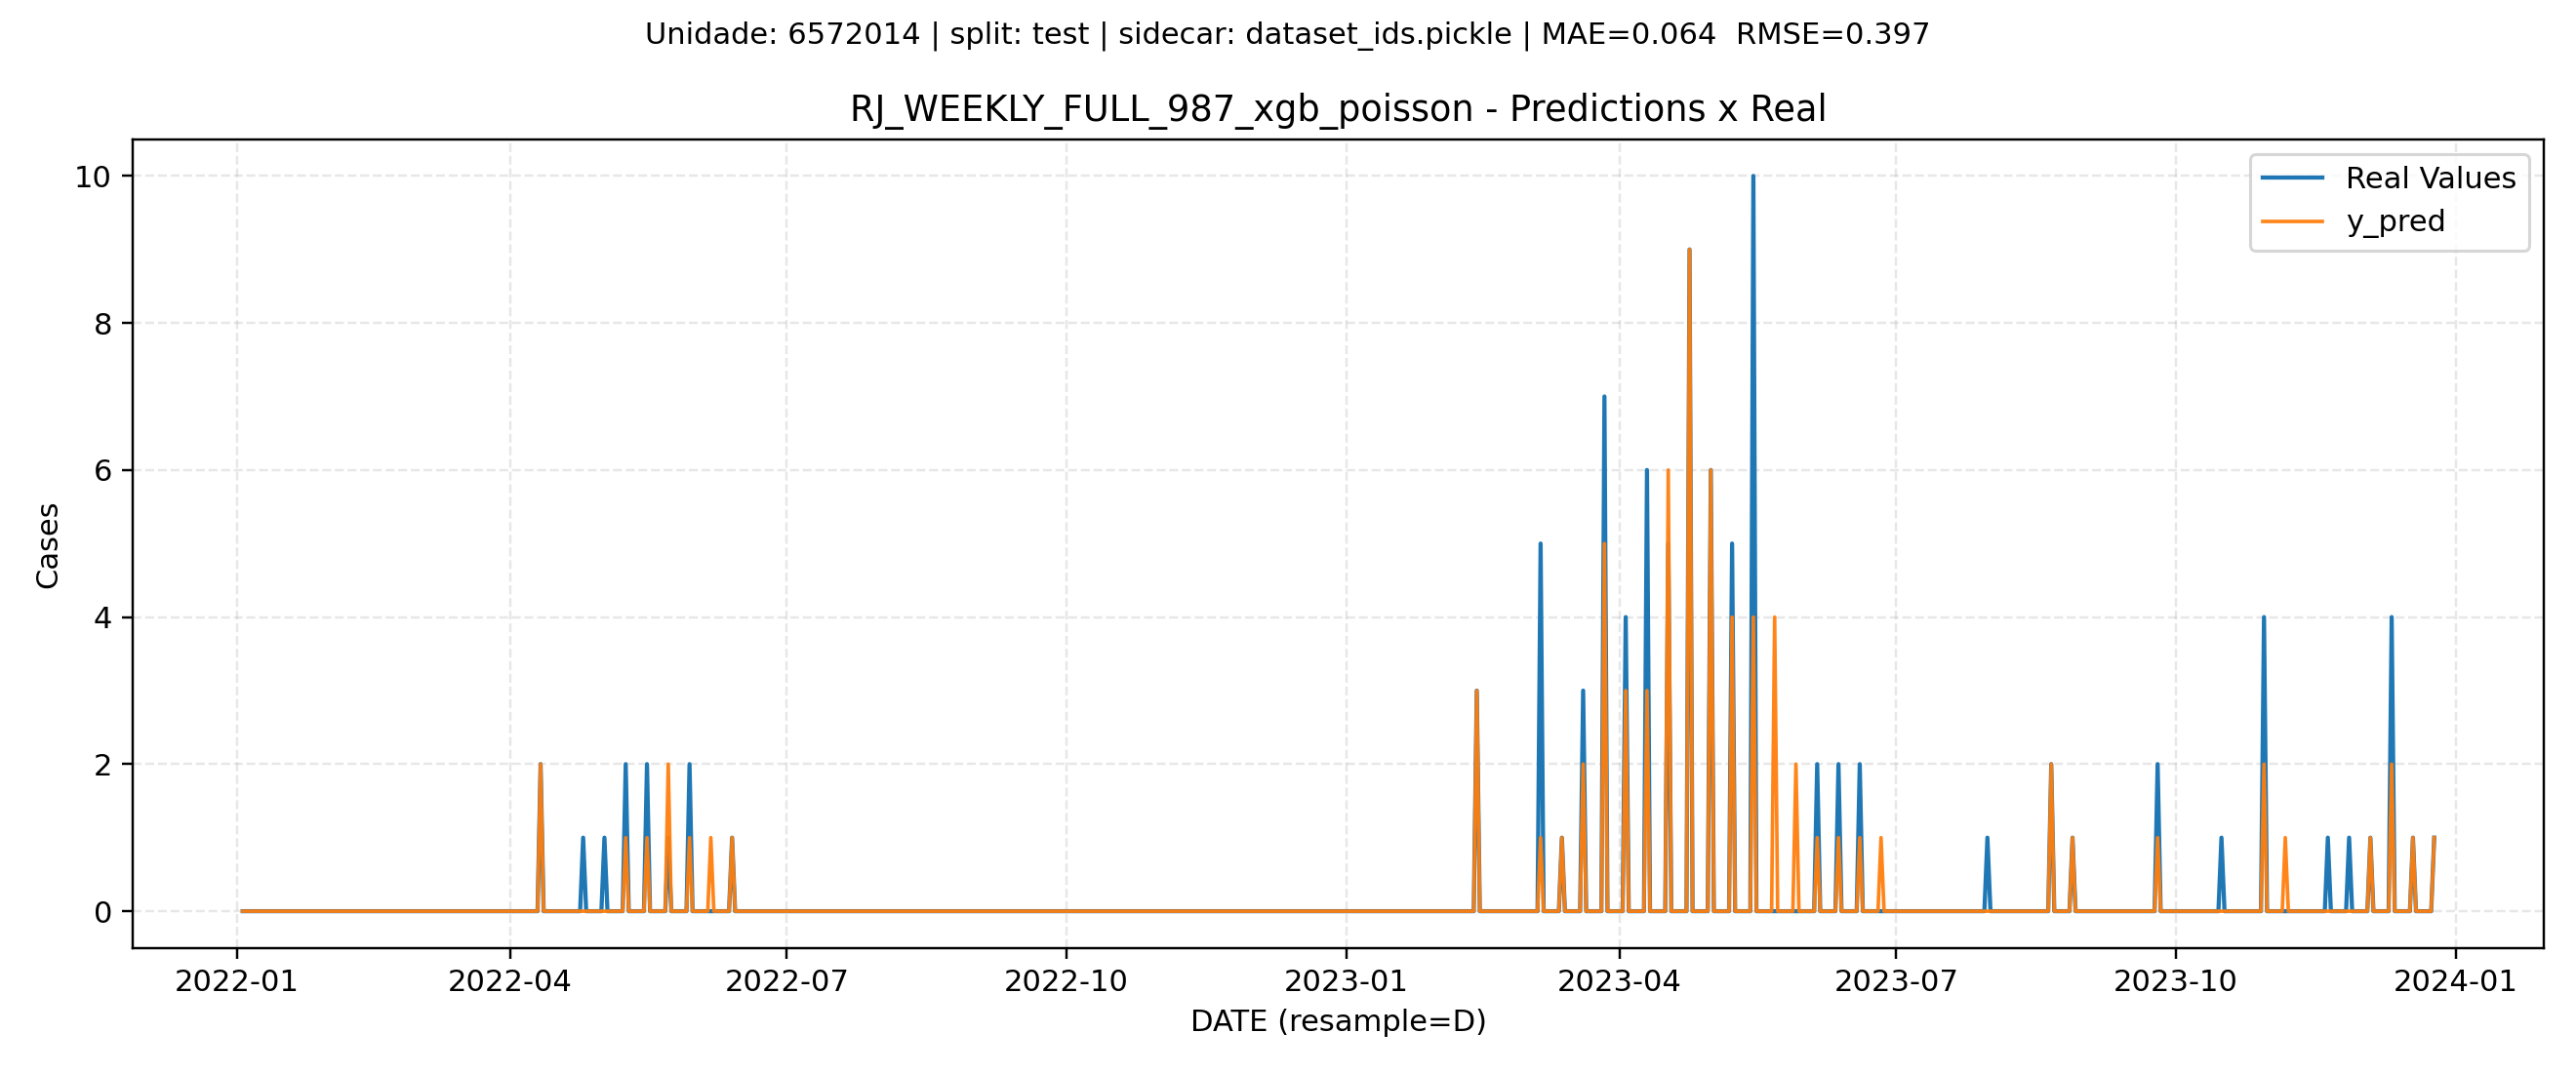 Unidade: 6572014 | split: test | sidecar: dataset_ids.pickle | MAE=0.064  RMSE=0.397
RJ_WEEKLY_FULL_987_xgb_poisson - Predictions x Real
Real Values
y_pred
Cases
10
8
6
4
2
0
2022-01
2022-04
2022-07
2022-10
2023-01
2023-04
2023-07
2023-10
2024-01
DATE (resample=D)